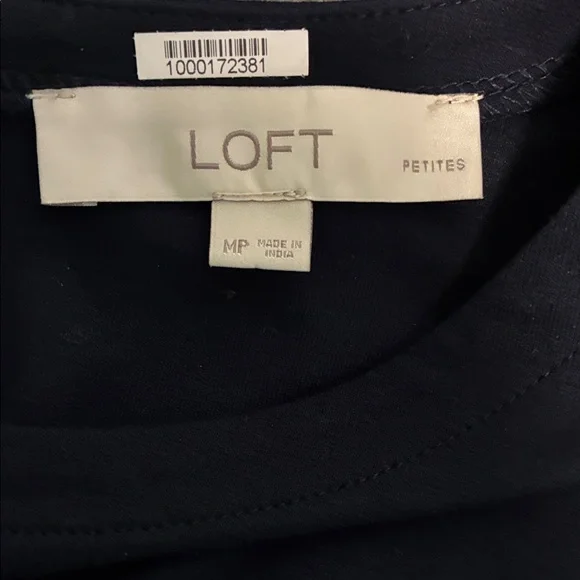 1000172381
LOFT
PETITES
MP
MADE IN
INDIA